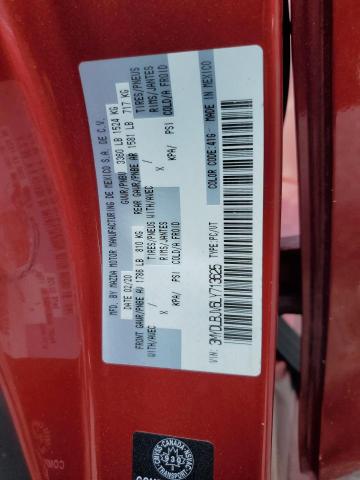 MFD. BY MAZDA MOTOR MANUFACTURING DE MEXICO S.A. DE C.V.
DATE: 02/20 GVWR/PNBV 3360 LB 1524 KG
FRONT GAWR/PNBE AV 1786 LB 810 KG REAR GAWR/PNBE AR 1581 LB 717 KG
WITH/AVEC TIRES/PNEUS WITH/AVEC TIRES/PNEUS
X RIMS/JANTES X RIMS/JANTES
KPA/ PSI COLD/A FROID KPA/ PSI COLD/A FROID
COLOR CODE: 41G MADE IN MEXICO
TYPE: PC/VT
VIN: 3MYDLBJV6LY713625
CANADA
930